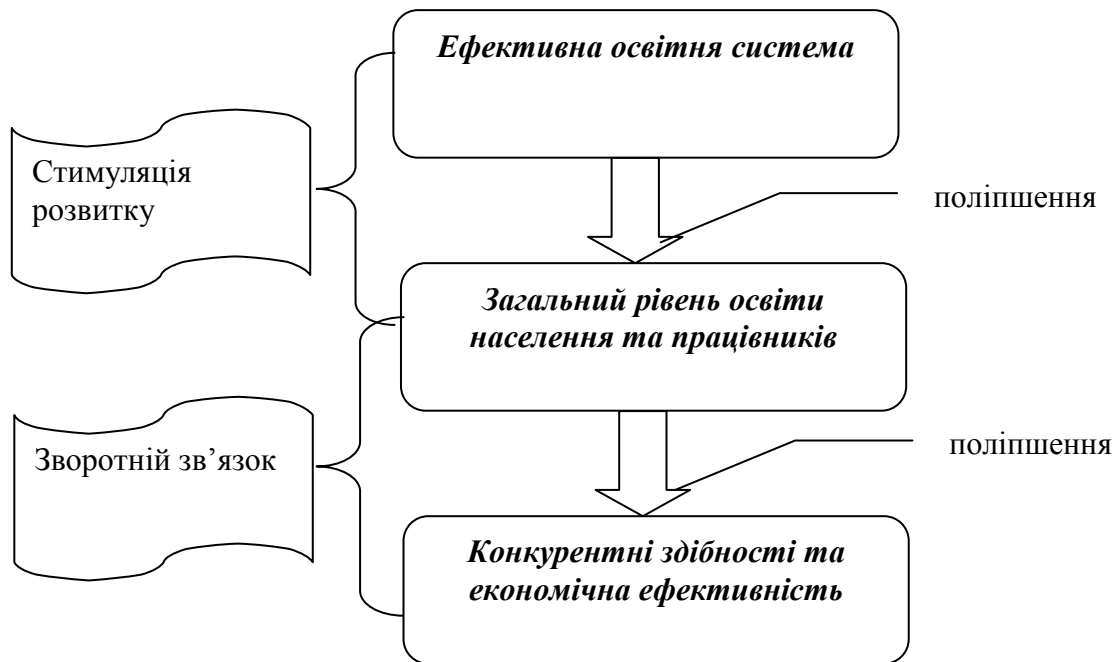 Ефективна освітня система
Стимуляція
розвитку
поліпшення
Загальний рівень освіти
населення та працівників
Зворотній зв’язок
поліпшення
Конкурентні здібності та
економічна ефективність